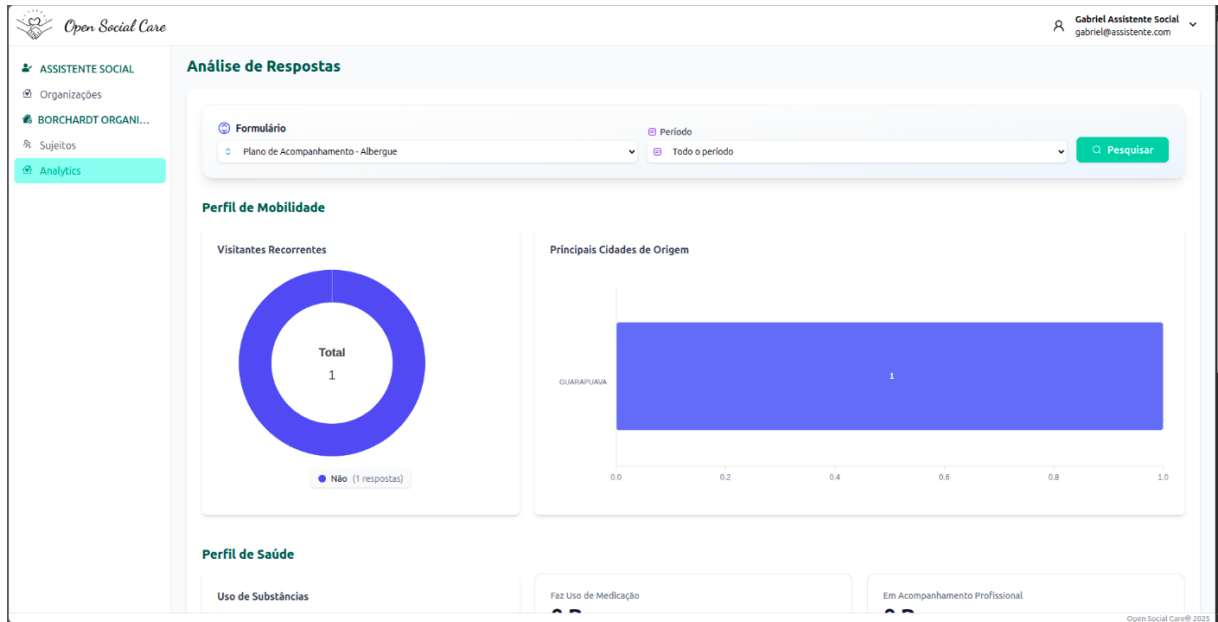 Open Social Care
Gabriel Assistente Social
gabriel@assistente.com
ASSISTENTE SOCIAL
Organizações
BORCHARDT ORGANI...
Sujeitos
Analytics
Análise de Respostas
Formulário
Plano de Acompanhamento - Albergue
Período
Todo o período
Pesquisar
Perfil de Mobilidade
Visitantes Recorrentes
Total
1
Não (1 respostas)
Principais Cidades de Origem
GUARAPUAVA
1
0.0 0.2 0.4 0.6 0.8 1.0
Perfil de Saúde
Uso de Substâncias
Faz Uso de Medicação
Em Acompanhamento Profissional
Open Social Care® 2025